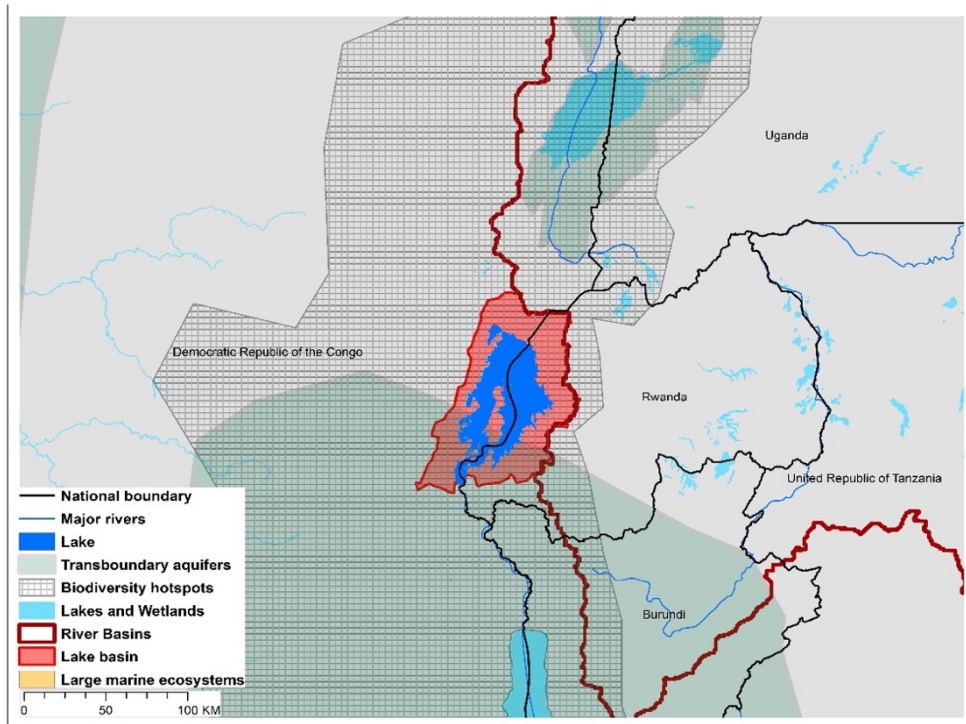 Uganda
Democratic Republic of the Congo
Rwanda
United Republic of Tanzania
Burundi
National boundary
Major rivers
Lake
Transboundary aquifers
Biodiversity hotspots
Lakes and Wetlands
River Basins
Lake basin
Large marine ecosystems
0 50 100 KM